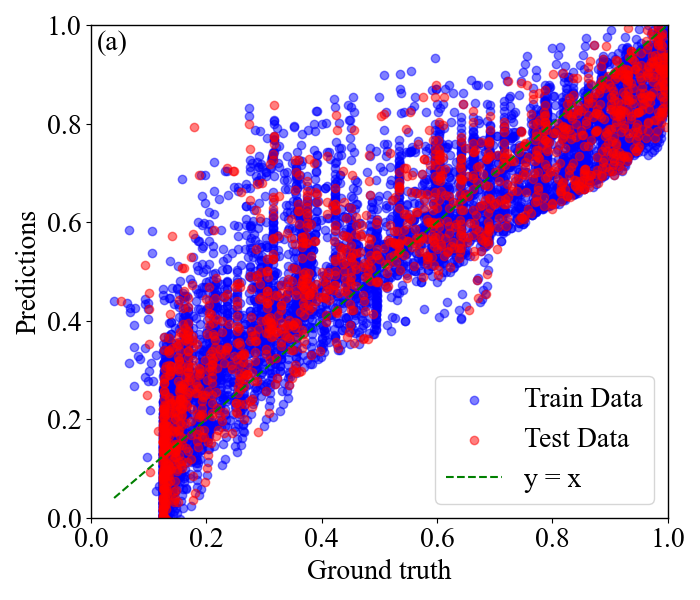 (a)
1.0
0.8
0.6
0.4
0.2
0.0
Predictions
Train Data
Test Data
y = x
0.0 0.2 0.4 0.6 0.8 1.0
Ground truth